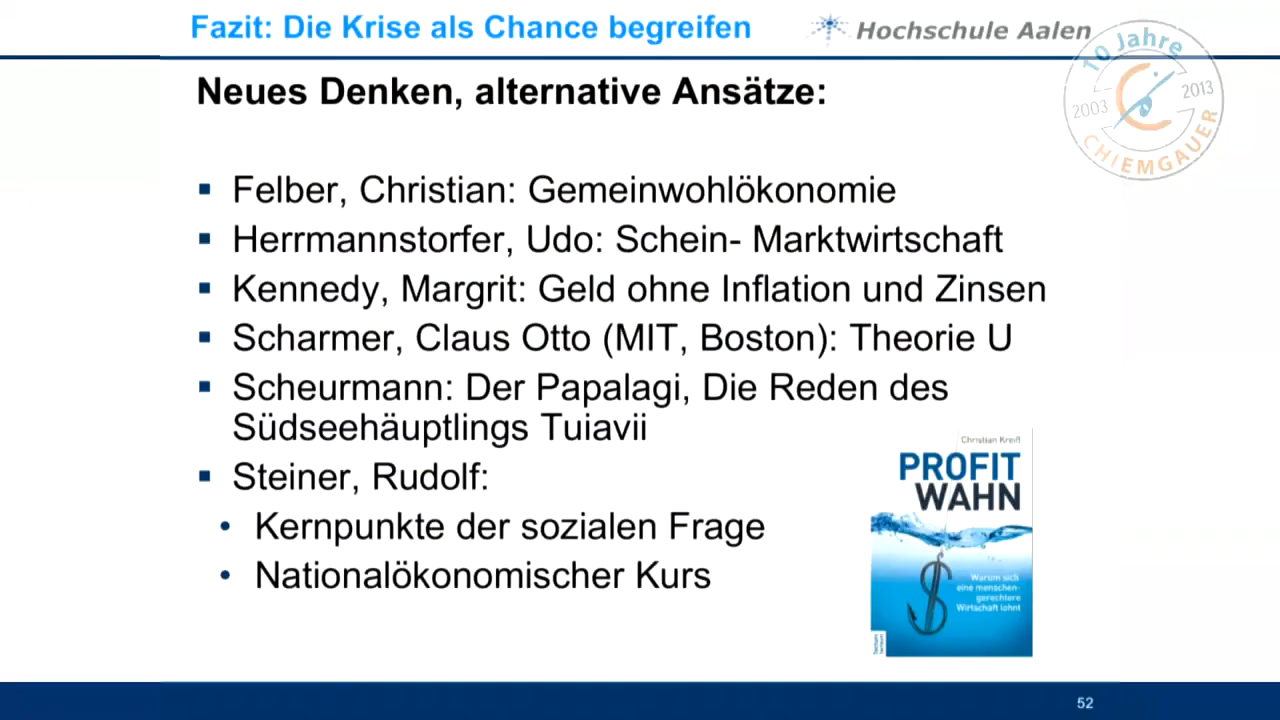 Fazit: Die Krise als Chance begreifen
Hochschule Aalen
10 Jahre
2003
2013
CHIEMGAUER
Neues Denken, alternative Ansätze:
▪ Felber, Christian: Gemeinwohlökonomie
▪ Herrmannstorfer, Udo: Schein- Marktwirtschaft
▪ Kennedy, Margrit: Geld ohne Inflation und Zinsen
▪ Scharmer, Claus Otto (MIT, Boston): Theorie U
▪ Scheurmann: Der Papalagi, Die Reden des
Südseehäuptlings Tuiavii
▪ Steiner, Rudolf:
• Kernpunkte der sozialen Frage
• Nationalökonomischer Kurs
Christian Kreiß
PROFIT
WAHN
Warum sich
eine menschen-
gerechtere
Wirtschaft lohnt
52